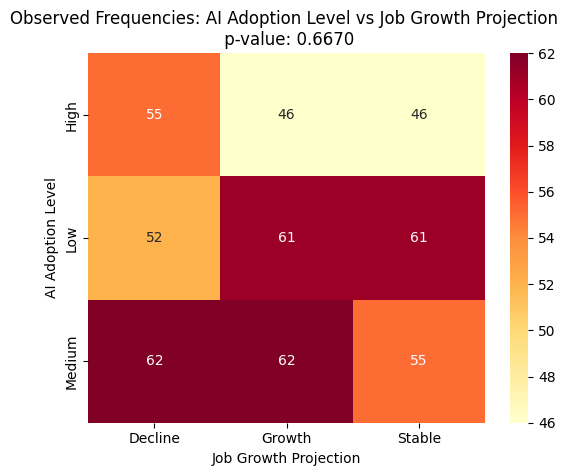 Observed Frequencies: AI Adoption Level vs Job Growth Projection
p-value: 0.6670
AI Adoption Level
High
55
46
46
Low
52
61
61
Medium
62
62
55
Decline
Growth
Stable
Job Growth Projection
62
60
58
56
54
52
50
48
46